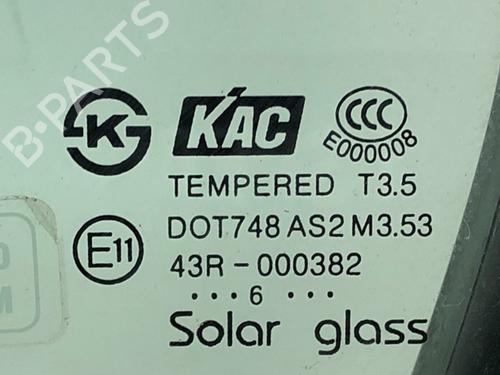 B-PARTS
K
KAC
CCC
E000008
TEMPERED T3.5
DOT748 AS2 M3.53
E11
43R-000382
...6...
Solar glass